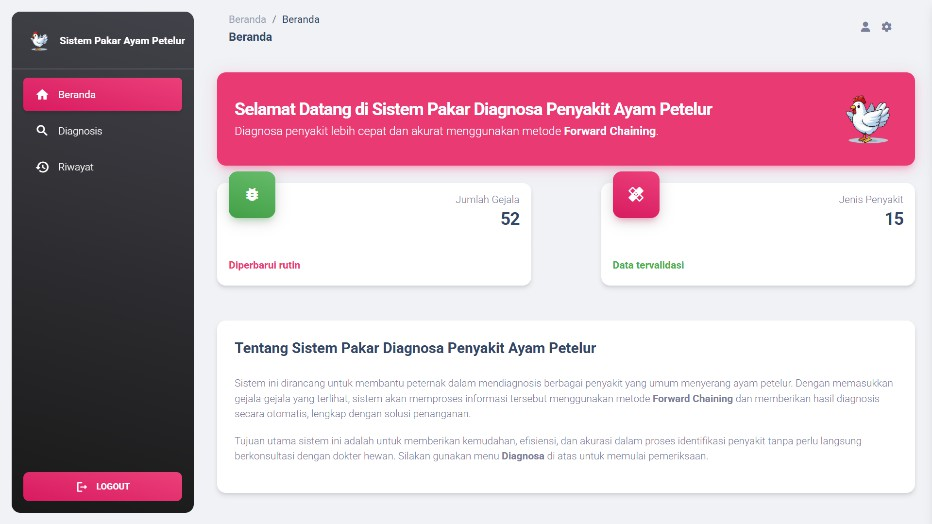 Sistem Pakar Ayam Petelur
Beranda
Diagnosis
Riwayat
LOGOUT
Beranda / Beranda
Beranda
Selamat Datang di Sistem Pakar Diagnosa Penyakit Ayam Petelur
Diagnosa penyakit lebih cepat dan akurat menggunakan metode Forward Chaining.
Jumlah Gejala
52
Diperbarui rutin
Jenis Penyakit
15
Data tervalidasi
Tentang Sistem Pakar Diagnosa Penyakit Ayam Petelur
Sistem ini dirancang untuk membantu peternak dalam mendiagnosis berbagai penyakit yang umum menyerang ayam petelur. Dengan memasukkan
gejala gejala yang terlihat, sistem akan memproses informasi tersebut menggunakan metode Forward Chaining dan memberikan hasil diagnosis
secara otomatis, lengkap dengan solusi penanganan.
Tujuan utama sistem ini adalah untuk memberikan kemudahan, efisiensi, dan akurasi dalam proses identifikasi penyakit tanpa perlu langsung
berkonsultasi dengan dokter hewan. Silakan gunakan menu Diagnosa di atas untuk memulai pemeriksaan.